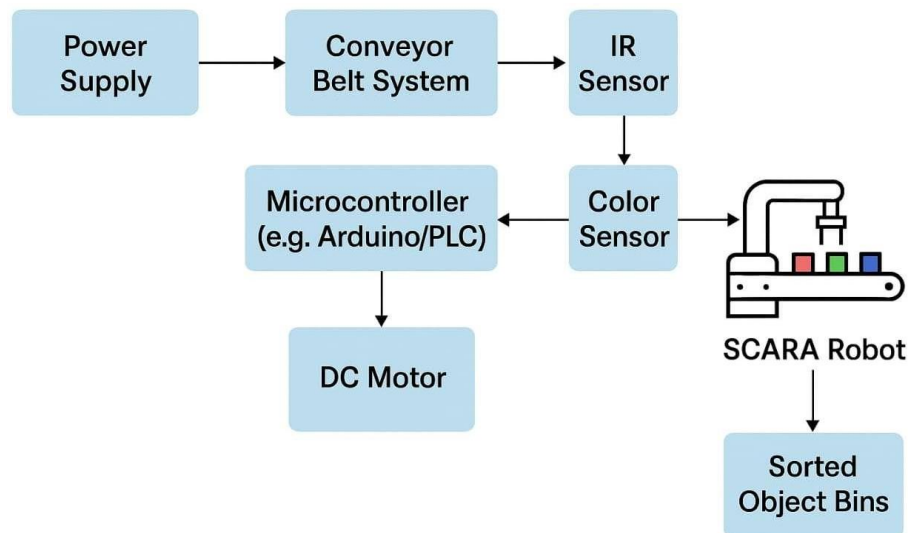 Power
Supply
Conveyor
Belt System
IR
Sensor
Microcontroller
(e.g. Arduino/PLC)
Color
Sensor
DC Motor
SCARA Robot
Sorted
Object Bins